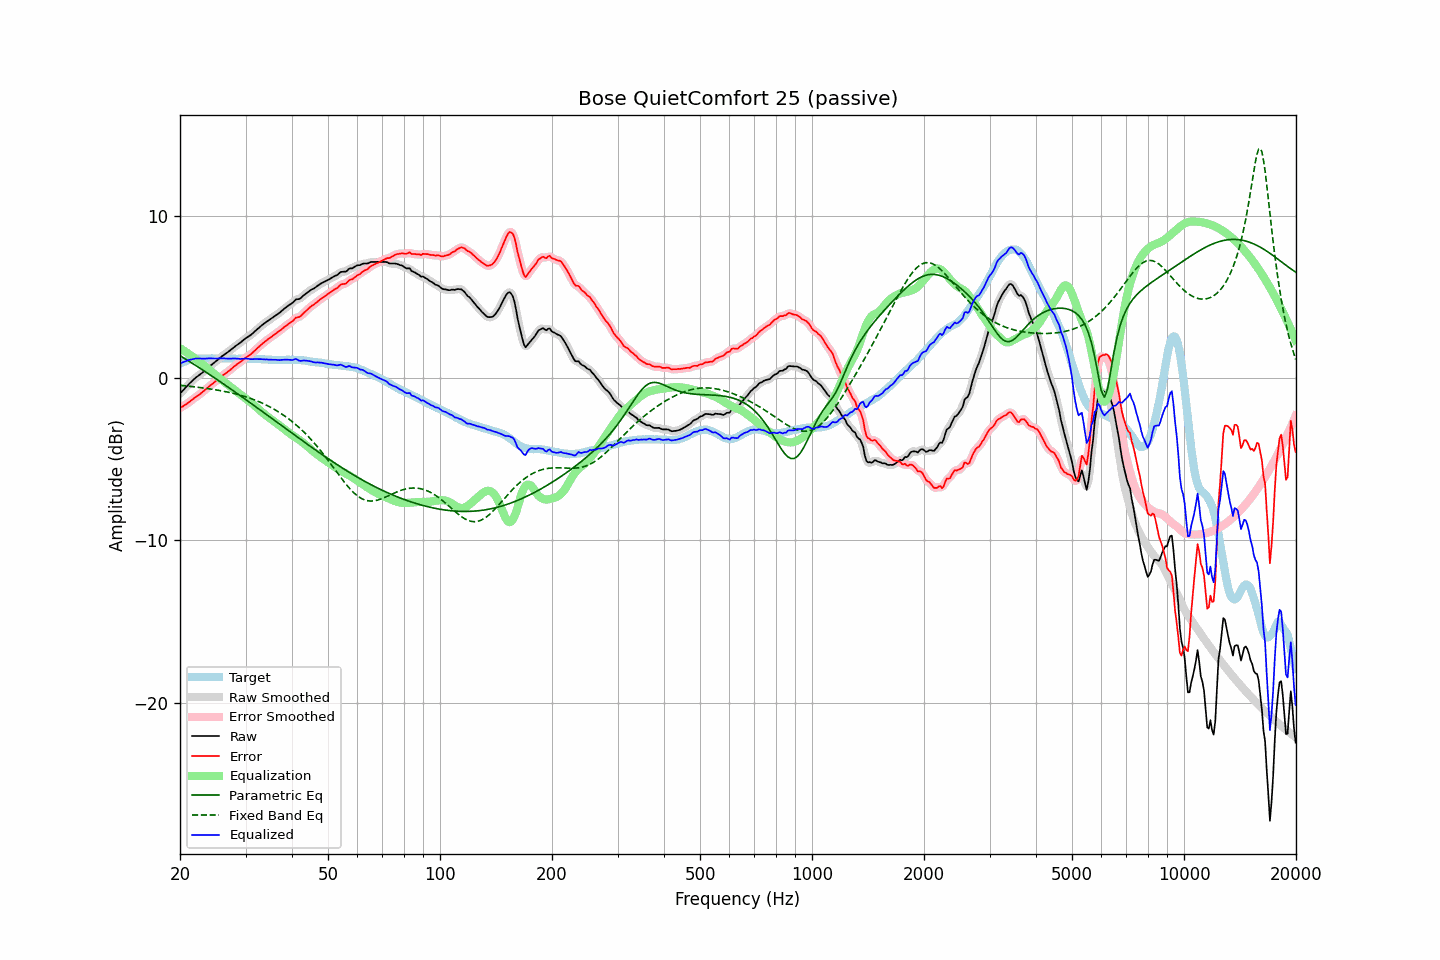 Bose QuietComfort 25 (passive)
Amplitude (dBr)
10
0
−10
−20
Target
Raw Smoothed
Error Smoothed
Raw
Error
Equalization
Parametric Eq
Fixed Band Eq
Equalized
20 50 100 200 500 1000 2000 5000 10000 20000
Frequency (Hz)